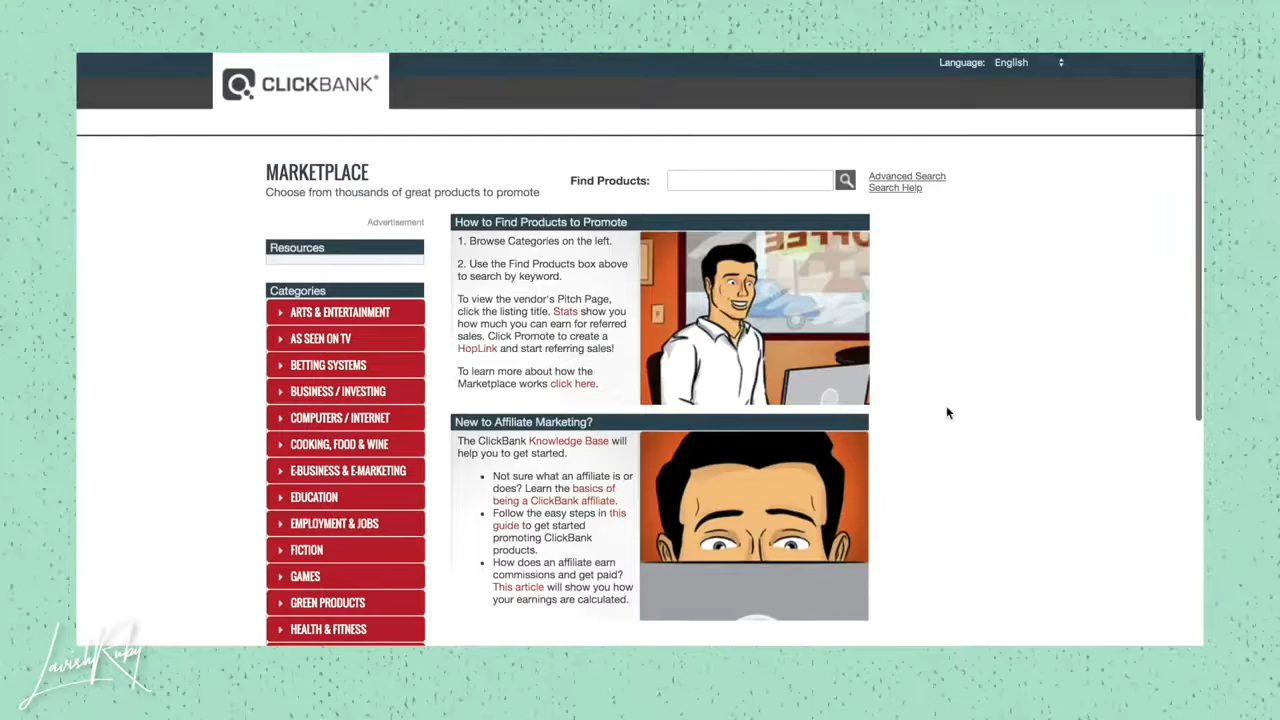 Language: English
CLICKBANK®
MARKETPLACE
Choose from thousands of great products to promote
Find Products:
Advanced Search
Search Help
Advertisement
Resources
Categories
ARTS & ENTERTAINMENT
AS SEEN ON TV
BETTING SYSTEMS
BUSINESS / INVESTING
COMPUTERS / INTERNET
COOKING, FOOD & WINE
E-BUSINESS & E-MARKETING
EDUCATION
EMPLOYMENT & JOBS
FICTION
GAMES
GREEN PRODUCTS
HEALTH & FITNESS
How to Find Products to Promote
1. Browse Categories on the left.
2. Use the Find Products box above
to search by keyword.
To view the vendor's Pitch Page,
click the listing title. Stats show you
how much you can earn for referred
sales. Click Promote to create a
HopLink and start referring sales!
To learn more about how the
Marketplace works click here.
COFFEE
New to Affiliate Marketing?
The ClickBank Knowledge Base will
help you to get started.
Not sure what an affiliate is or
does? Learn the basics of
being a ClickBank affiliate.
Follow the easy steps in this
guide to get started
promoting ClickBank
products.
How does an affiliate earn
commissions and get paid?
This article will show you how
your earnings are calculated.
LavishRuby